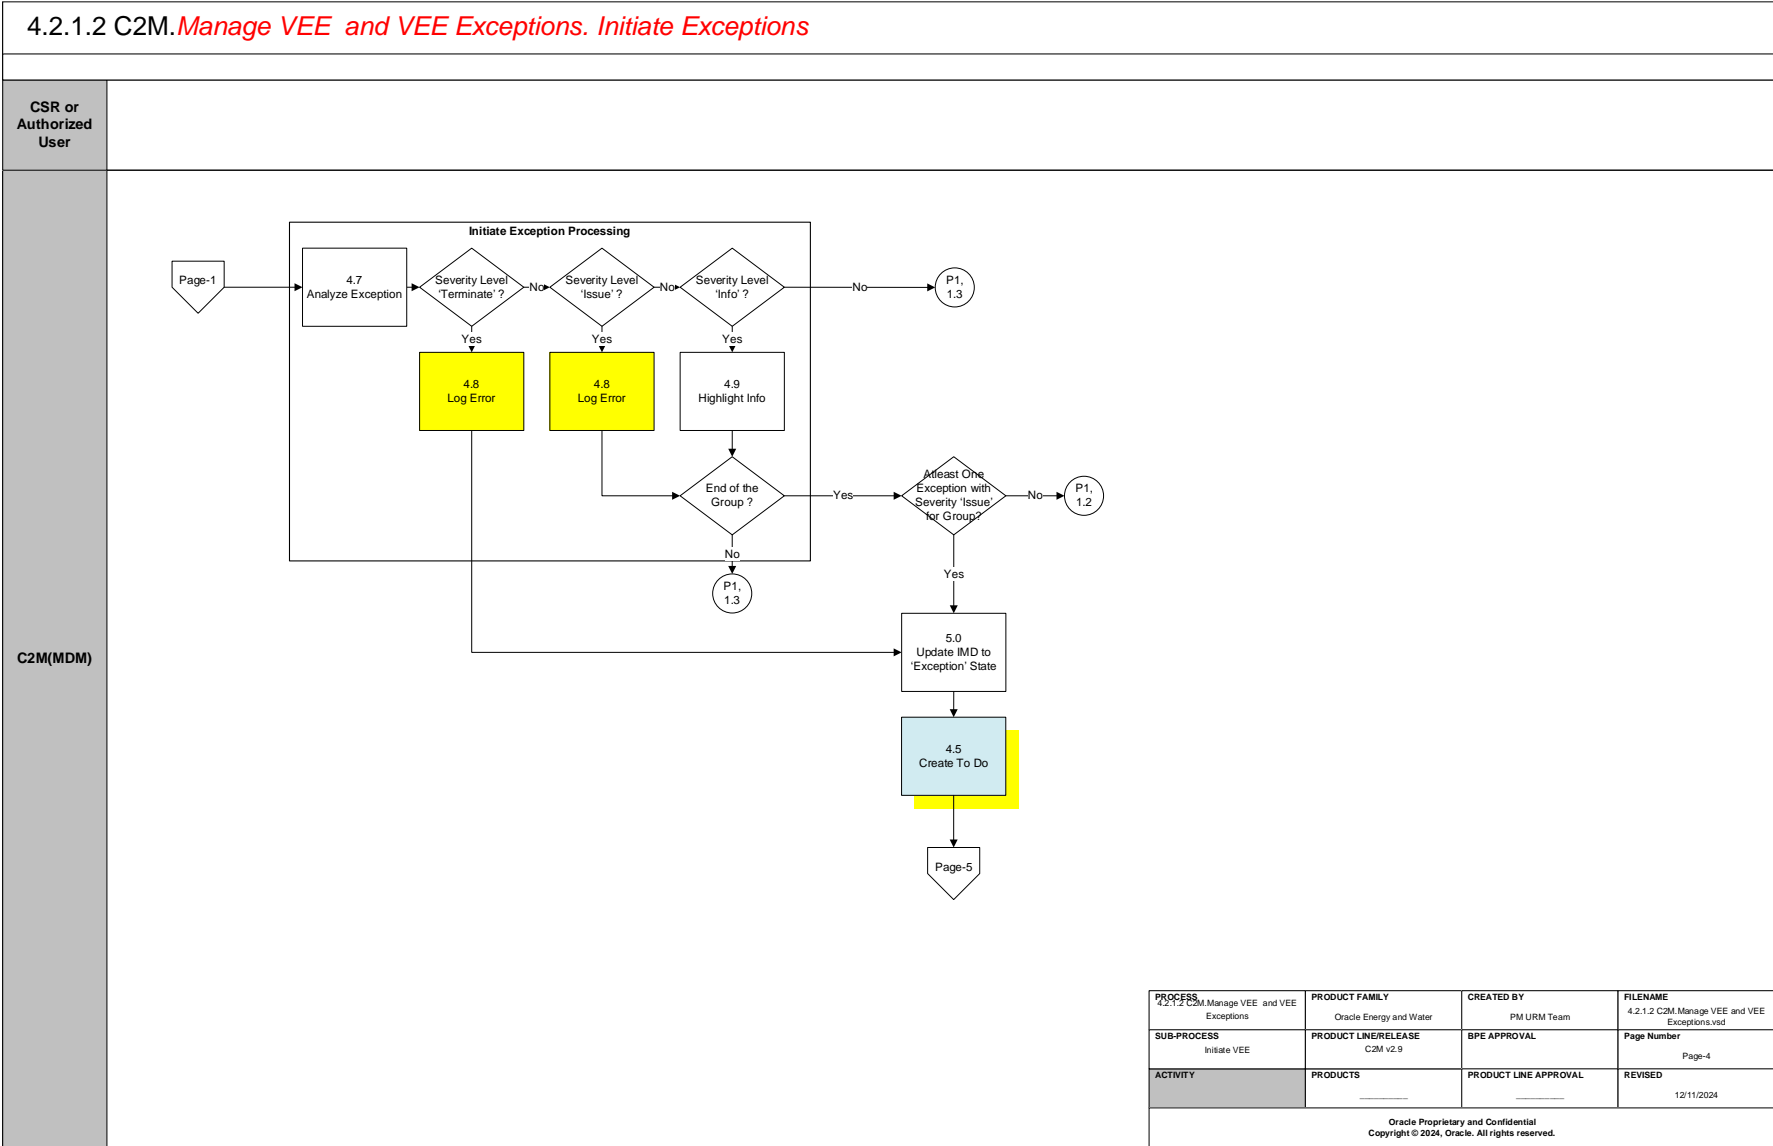 4.2.1.2 C2M.Manage VEE  and VEE Exceptions. Initiate Exceptions
CSR or
Authorized
User
C2M(MDM)
Initiate Exception Processing
Page-1
4.7
Analyze Exception
Severity Level
'Terminate' ?
No
Severity Level
'Issue' ?
No
Severity Level
'Info' ?
No
P1,
1.3
Yes
Yes
Yes
4.8
Log Error
4.8
Log Error
4.9
Highlight Info
End of the
Group ?
Yes
Atleast One
Exception with
Severity 'Issue'
for Group?
No
P1,
1.2
No
P1,
1.3
Yes
5.0
Update IMD to
'Exception' State
4.5
Create To Do
Page-5
PROCESS
4.2.1.2 C2M.Manage VEE  and VEE
Exceptions
PRODUCT FAMILY
Oracle Energy and Water
CREATED BY
PM URM Team
FILENAME
4.2.1.2 C2M.Manage VEE and VEE
Exceptions.vsd
SUB-PROCESS
Initiate VEE
PRODUCT LINE/RELEASE
C2M v2.9
BPE APPROVAL
Page Number
Page-4
ACTIVITY
PRODUCTS
___________
PRODUCT LINE APPROVAL
___________
REVISED
12/11/2024
Oracle Proprietary and Confidential
Copyright © 2024, Oracle. All rights reserved.